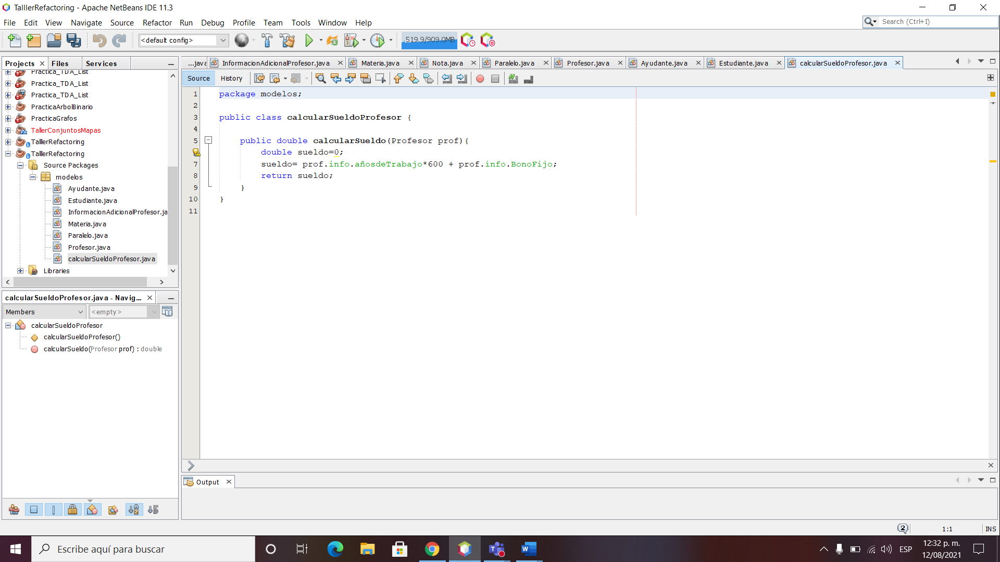 TalllerRefactoring - Apache NetBeans IDE 11.3
File Edit View Navigate Source Refactor Run Debug Profile Team Tools Window Help
Search (Ctrl+I)
<default config>
519.9/909.0MB
Projects Files Services
...java InformacionAdicionalProfesor.java Materia.java Nota.java Paralelo.java Profesor.java Ayudante.java Estudiante.java calcularSueldoProfesor.java
Practica_TDA_List
Practica_TDA_List
Practica_TDA_List
PracticaArbolBinario
PracticaGrafos
TallerConjuntosMapas
TalllerRefactoring
TalllerRefactoring
Source Packages
modelos
Ayudante.java
Estudiante.java
InformacionAdicionalProfesor.ja
Materia.java
Paralelo.java
Profesor.java
calcularSueldoProfesor.java
Libraries
Source History
1 package modelos;
2
3 public class calcularSueldoProfesor {
4
5 public double calcularSueldo(Profesor prof){
double sueldo=0;
7 sueldo= prof.info.añosdeTrabajo*600 + prof.info.BonoFijo;
8 return sueldo;
9 }
10 }
11
calcularSueldoProfesor.java - Navig...
Members <empty>
calcularSueldoProfesor
calcularSueldoProfesor()
calcularSueldo(Profesor prof) : double
Output
2 1:1 INS
Escribe aquí para buscar
ESP
12:32 p. m.
12/08/2021